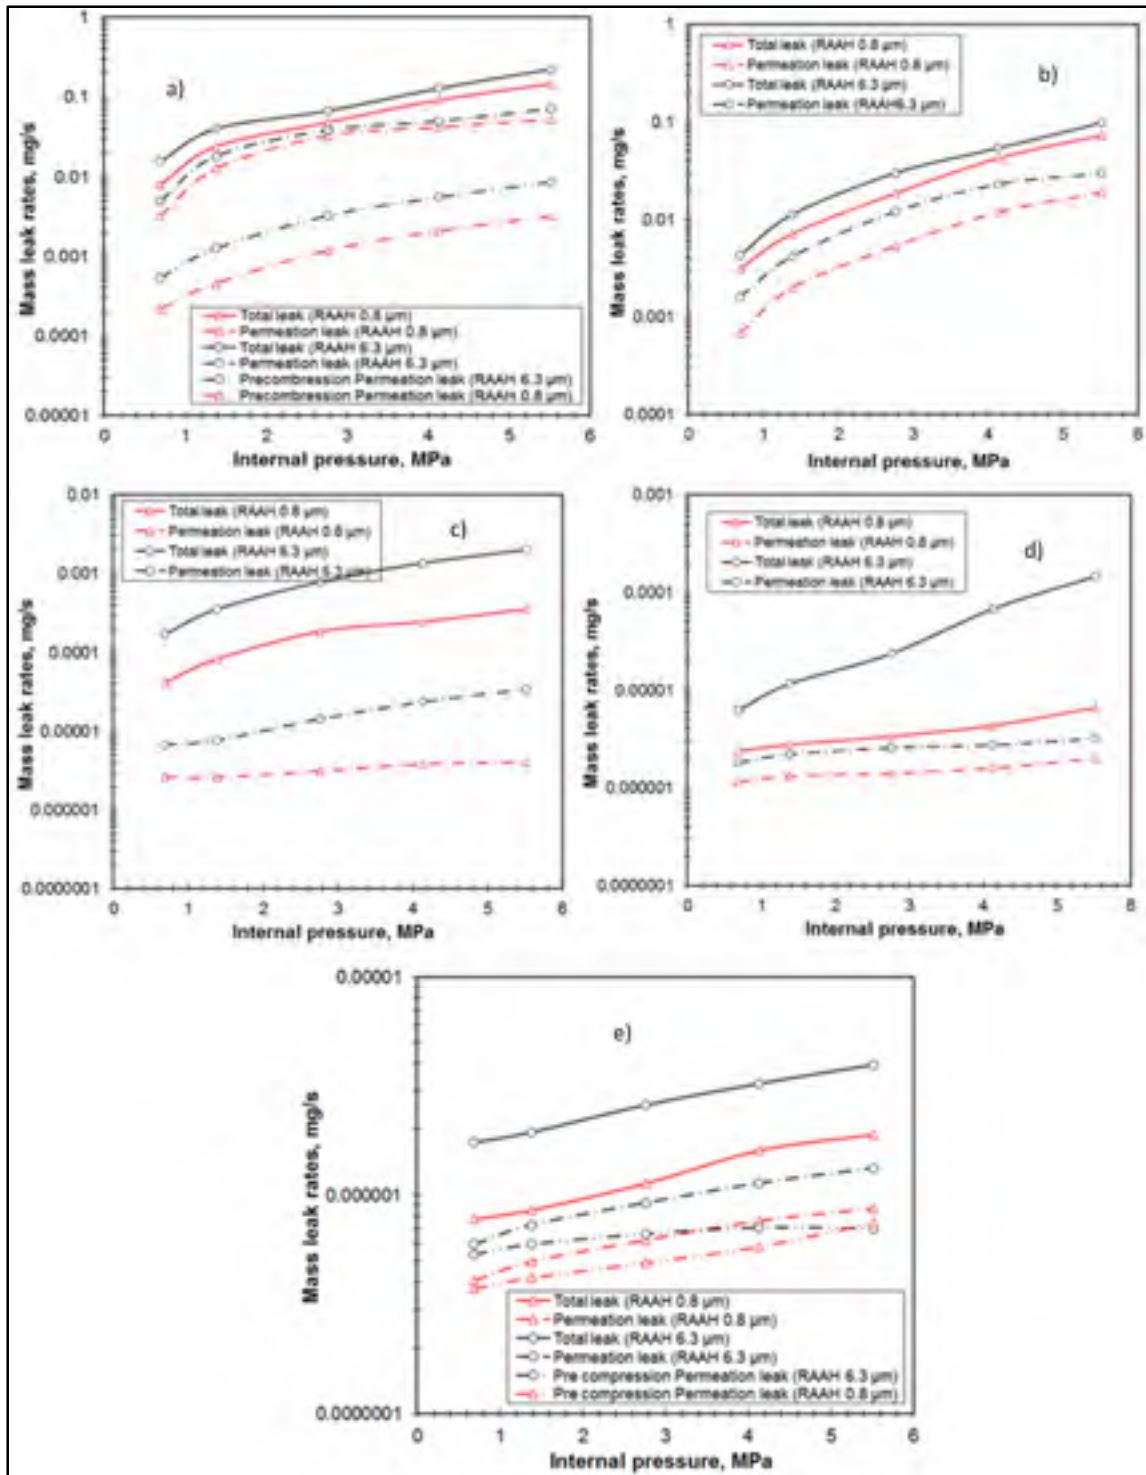 a)
Mass leak rates, mg/s
1
0.1
0.01
0.001
0.0001
0.00001
Total leak (RAAH 0.8 µm)
Permeation leak (RAAH 0.8 µm)
Total leak (RAAH 6.3 µm)
Permeation leak (RAAH 6.3 µm)
Precombression Permeation leak (RAAH 6.3 µm)
Precombression Permeation leak (RAAH 0.8 µm)
0 1 2 3 4 5 6
Internal pressure, MPa
b)
Mass leak rates, mg/s
1
0.1
0.01
0.001
0.0001
Total leak (RAAH 0.8 µm)
Permeation leak (RAAH 0.8 µm)
Total leak (RAAH 6.3 µm)
Permeation leak (RAAH6.3 µm)
0 1 2 3 4 5 6
Internal pressure, MPa
c)
Mass leak rates, mg/s
0.01
0.001
0.0001
0.00001
0.000001
0.0000001
Total leak (RAAH 0.8 µm)
Permeation leak (RAAH 0.8 µm)
Total leak (RAAH 6.3 µm)
Permeation leak (RAAH 6.3 µm)
0 1 2 3 4 5 6
Internal pressure, MPa
d)
Mass leak rates, mg/s
0.001
0.0001
0.00001
0.000001
0.0000001
Total leak (RAAH 0.8 µm)
Permeation leak (RAAH 0.8 µm)
Total leak (RAAH 6.3 µm)
Permeation leak (RAAH 6.3 µm)
0 1 2 3 4 5 6
Internal pressure, MPa
e)
Mass leak rates, mg/s
0.00001
0.000001
0.0000001
Total leak (RAAH 0.8 µm)
Permeation leak (RAAH 0.8 µm)
Total leak (RAAH 6.3 µm)
Permeation leak (RAAH 6.3 µm)
Pre compression Permeation leak (RAAH 6.3 µm)
Pre compression Permeation leak (RAAH 0.8 µm)
0 1 2 3 4 5 6
Internal pressure, MPa